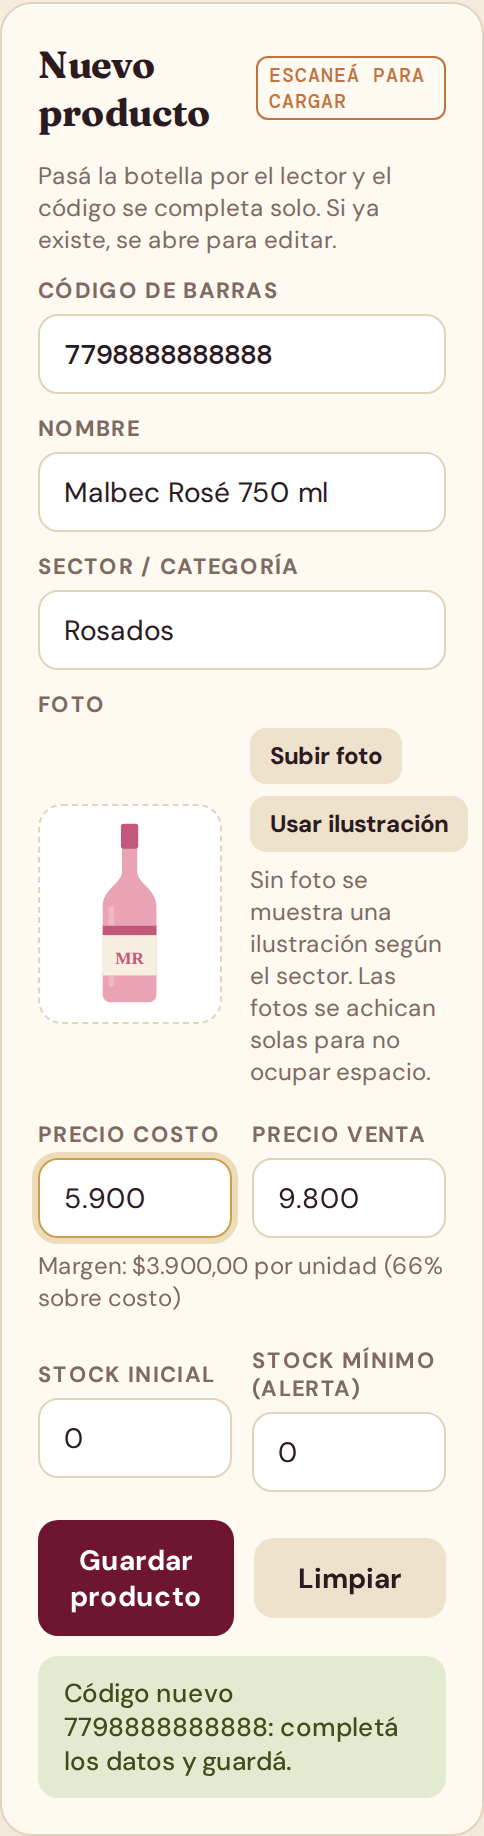 Nuevo
producto
ESCANEÁ PARA
CARGAR
Pasá la botella por el lector y el
código se completa solo. Si ya
existe, se abre para editar.
CÓDIGO DE BARRAS
7798888888888
NOMBRE
Malbec Rosé 750 ml
SECTOR / CATEGORÍA
Rosados
FOTO
MR
Subir foto
Usar ilustración
Sin foto se
muestra una
ilustración según
el sector. Las
fotos se achican
solas para no
ocupar espacio.
PRECIO COSTO
5.900
PRECIO VENTA
9.800
Margen: $3.900,00 por unidad (66%
sobre costo)
STOCK INICIAL
0
STOCK MÍNIMO
(ALERTA)
0
Guardar
producto
Limpiar
Código nuevo
7798888888888: completá
los datos y guardá.